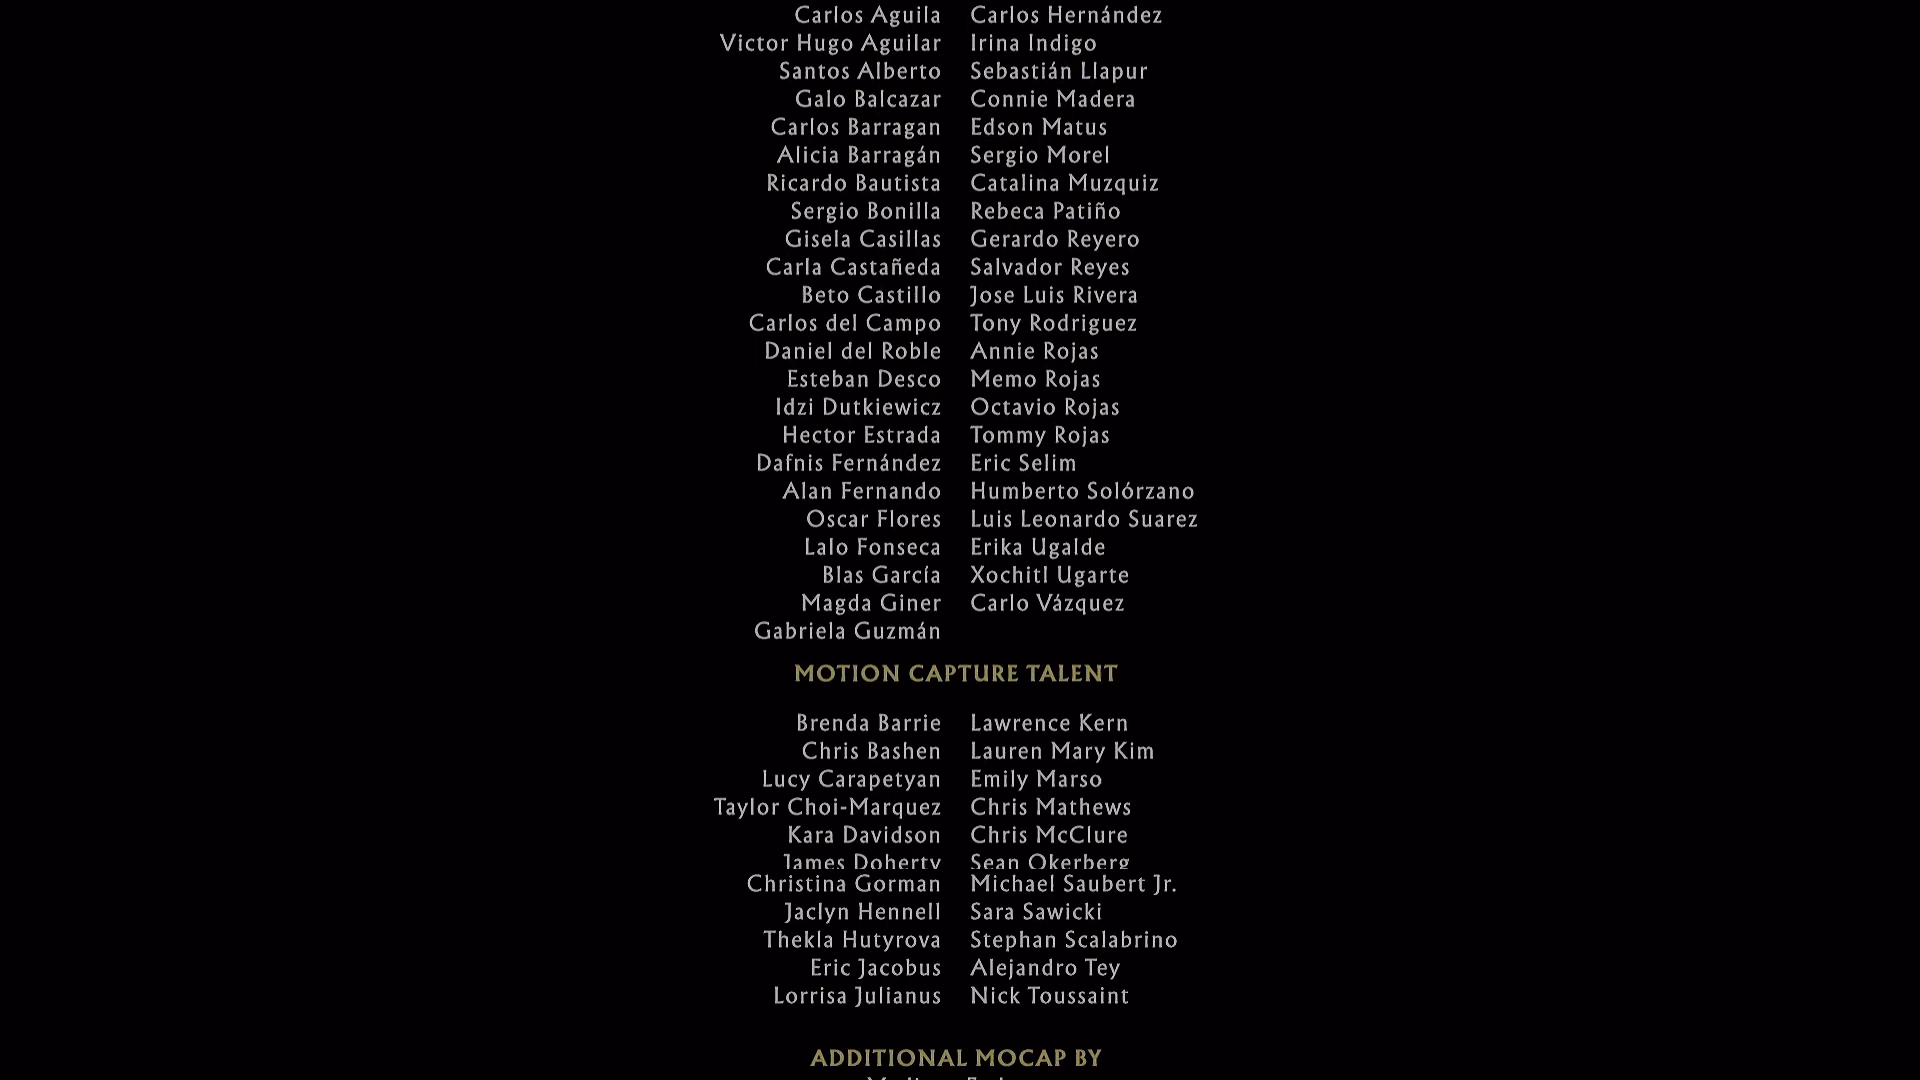 Carlos Aguila Carlos Hernández
Victor Hugo Aguilar Irina Indigo
Santos Alberto Sebastián Llapur
Galo Balcazar Connie Madera
Carlos Barragan Edson Matus
Alicia Barragán Sergio Morel
Ricardo Bautista Catalina Muzquiz
Sergio Bonilla Rebeca Patiño
Gisela Casillas Gerardo Reyero
Carla Castañeda Salvador Reyes
Beto Castillo Jose Luis Rivera
Carlos del Campo Tony Rodriguez
Daniel del Roble Annie Rojas
Esteban Desco Memo Rojas
Idzi Dutkiewicz Octavio Rojas
Hector Estrada Tommy Rojas
Dafnis Fernández Eric Selim
Alan Fernando Humberto Solórzano
Oscar Flores Luis Leonardo Suarez
Lalo Fonseca Erika Ugalde
Blas García Xochitl Ugarte
Magda Giner Carlo Vázquez
Gabriela Guzmán
MOTION CAPTURE TALENT
Brenda Barrie Lawrence Kern
Chris Bashen Lauren Mary Kim
Lucy Carapetyan Emily Marso
Taylor Choi-Marquez Chris Mathews
Kara Davidson Chris McClure
James Doherty Sean Okerberg
Christina Gorman Michael Saubert Jr.
Jaclyn Hennell Sara Sawicki
Thekla Hutyrova Stephan Scalabrino
Eric Jacobus Alejandro Tey
Lorrisa Julianus Nick Toussaint
ADDITIONAL MOCAP BY